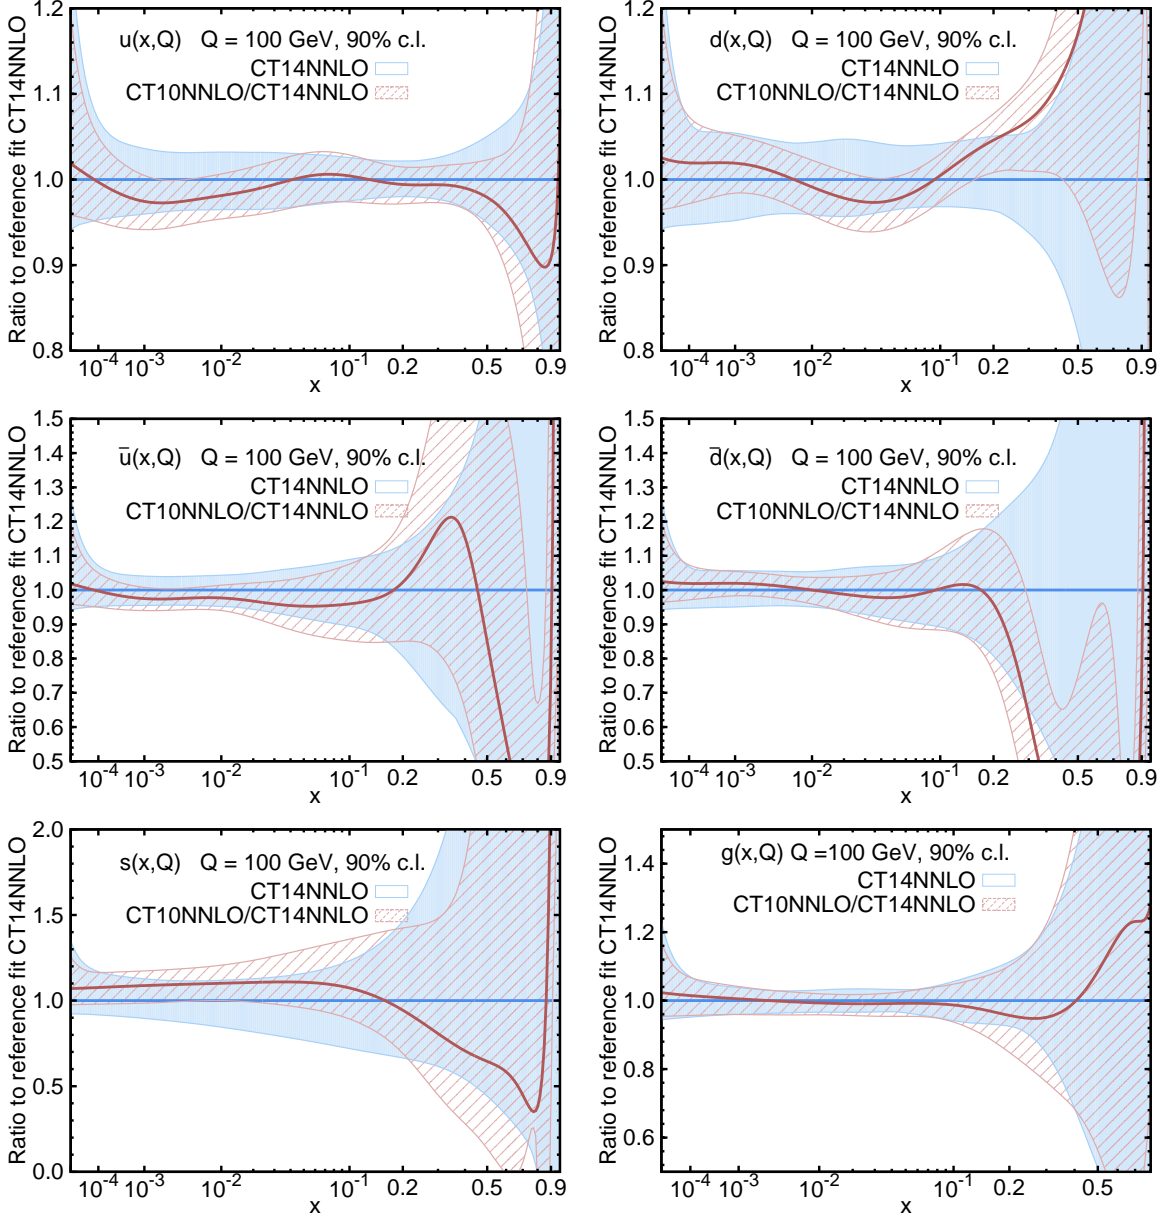 Ratio to reference fit CT14NNLO
1.2
1.1
1.0
0.9
0.8
u(x,Q) Q = 100 GeV, 90% c.l.
CT14NNLO
CT10NNLO/CT14NNLO
10-4 10-3 10-2 10-1 0.2 0.5 0.9
x
Ratio to reference fit CT14NNLO
1.2
1.1
1.0
0.9
0.8
d(x,Q) Q = 100 GeV, 90% c.l.
CT14NNLO
CT10NNLO/CT14NNLO
10-4 10-3 10-2 10-1 0.2 0.5 0.9
x
Ratio to reference fit CT14NNLO
1.5
1.4
1.3
1.2
1.1
1.0
0.9
0.8
0.7
0.6
0.5
u̅(x,Q) Q = 100 GeV, 90% c.l.
CT14NNLO
CT10NNLO/CT14NNLO
10-4 10-3 10-2 10-1 0.2 0.5 0.9
x
Ratio to reference fit CT14NNLO
1.5
1.4
1.3
1.2
1.1
1.0
0.9
0.8
0.7
0.6
0.5
d̅(x,Q) Q = 100 GeV, 90% c.l.
CT14NNLO
CT10NNLO/CT14NNLO
10-4 10-3 10-2 10-1 0.2 0.5 0.9
x
Ratio to reference fit CT14NNLO
2.0
1.5
1.0
0.5
0.0
s(x,Q) Q = 100 GeV, 90% c.l.
CT14NNLO
CT10NNLO/CT14NNLO
10-4 10-3 10-2 10-1 0.2 0.5 0.9
x
Ratio to reference fit CT14NNLO
1.4
1.2
1.0
0.8
0.6
g(x,Q) Q =100 GeV, 90% c.l.
CT14NNLO
CT10NNLO/CT14NNLO
10-4 10-3 10-2 10-1 0.2 0.5
x